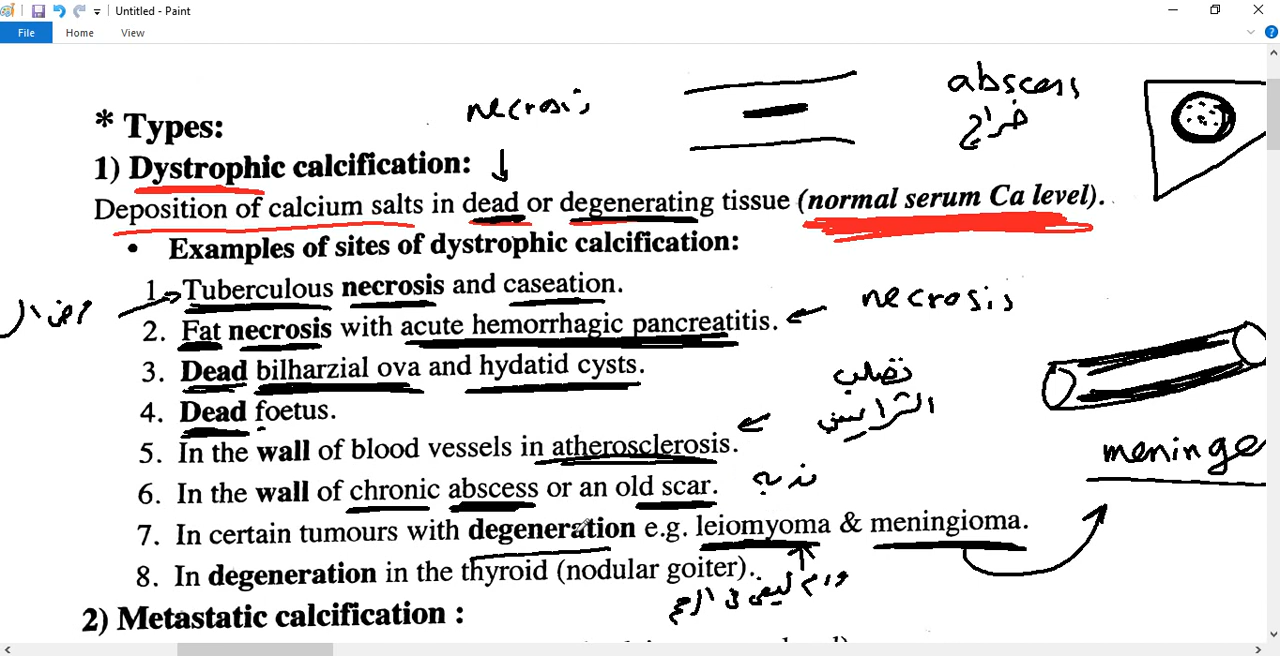 Untitled - Paint
File Home View
necrosis
abscess
خراج
* Types:
1) Dystrophic calcification:
Deposition of calcium salts in dead or degenerating tissue (normal serum Ca level).
• Examples of sites of dystrophic calcification:
1. Tuberculous necrosis and caseation.
necrosis
2. Fat necrosis with acute hemorrhagic pancreatitis.
3. Dead bilharzial ova and hydatid cysts.
تصلب
الشرايين
4. Dead foetus.
5. In the wall of blood vessels in atherosclerosis.
meninge
6. In the wall of chronic abscess or an old scar.
ندبه
7. In certain tumours with degeneration e.g. leiomyoma & meningioma.
8. In degeneration in the thyroid (nodular goiter).
ورم ليفي في الرحم
2) Metastatic calcification :